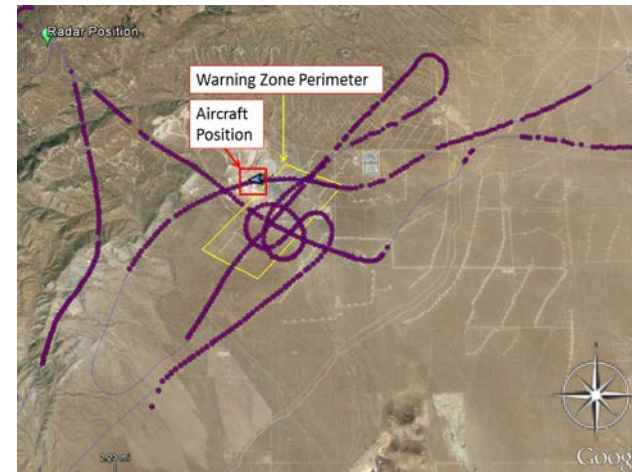 Radar Position
Warning Zone Perimeter
Aircraft
Position
Goog